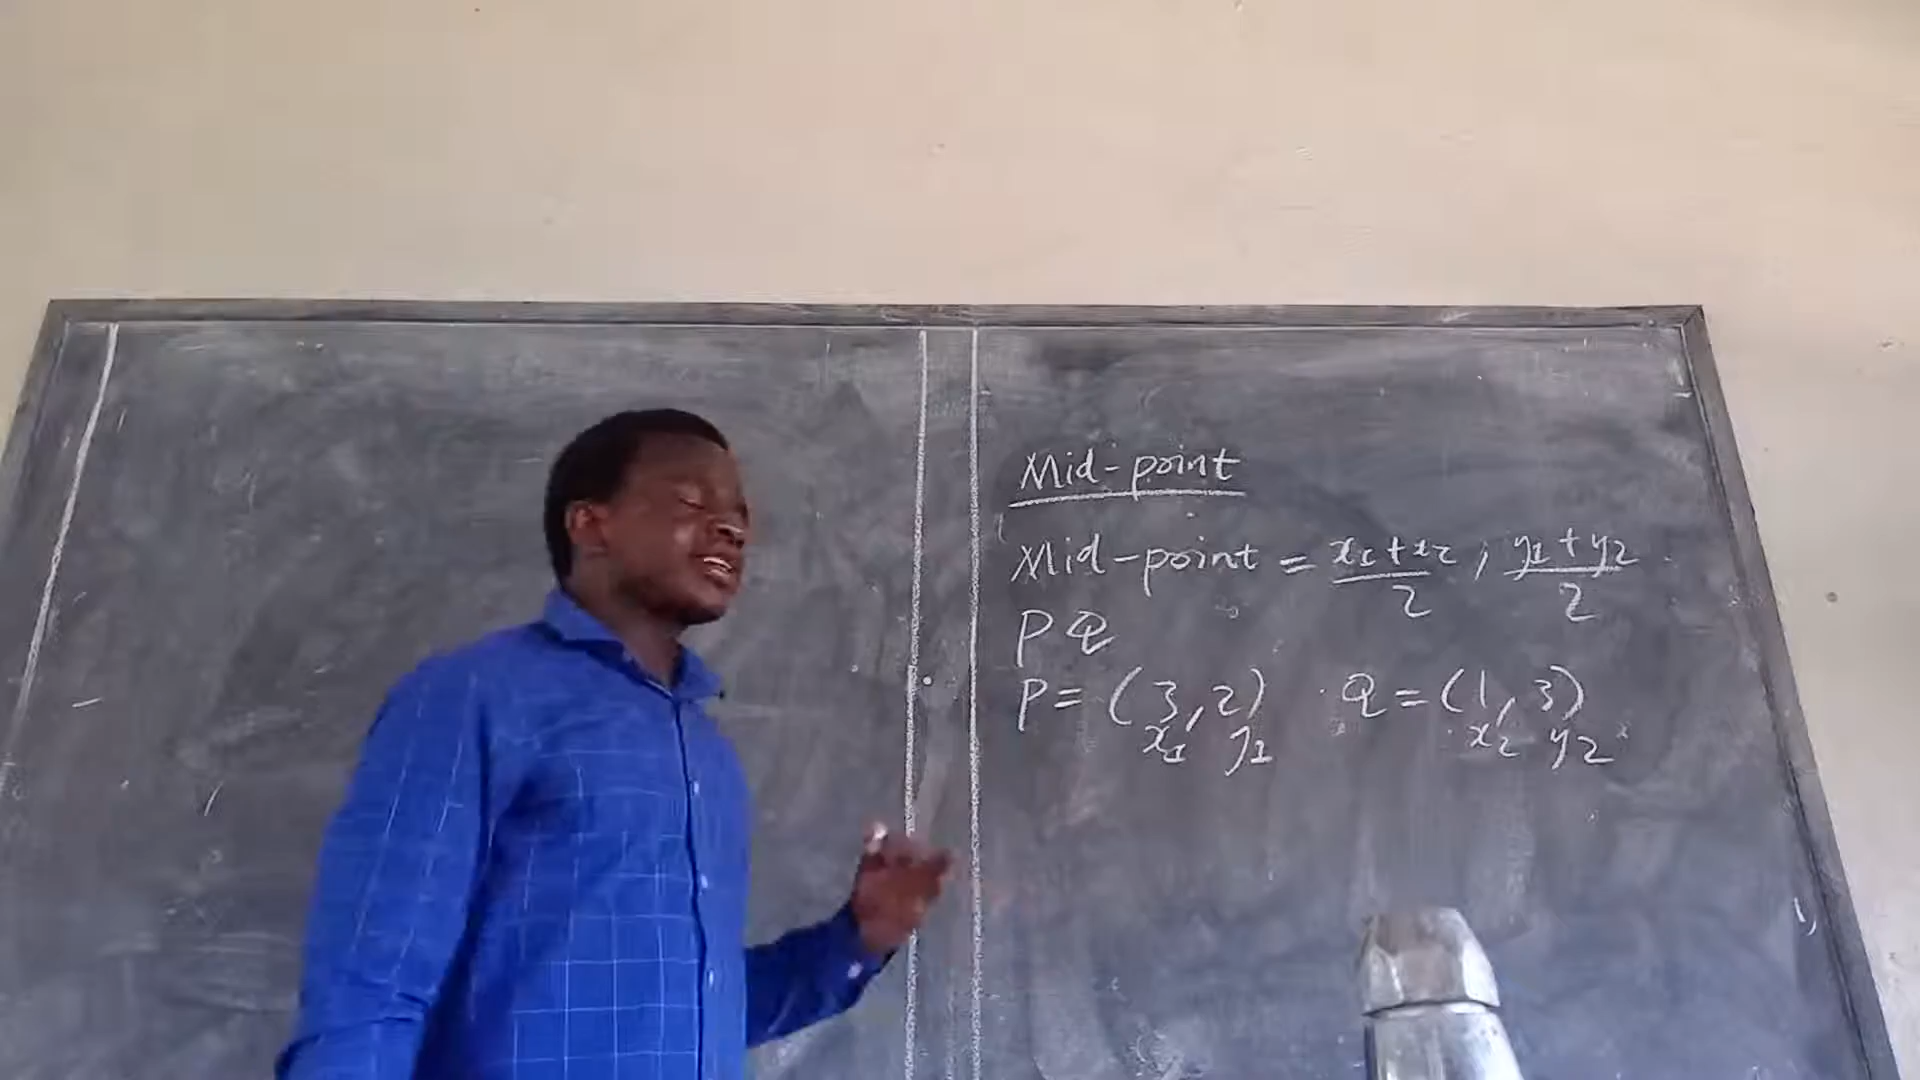 Mid-point
Mid-point = x₁+x₂/2, y₁+y₂/2
PQ
P = (3, 2) Q = (1, 3)
x₁ y₁ x₂ y₂